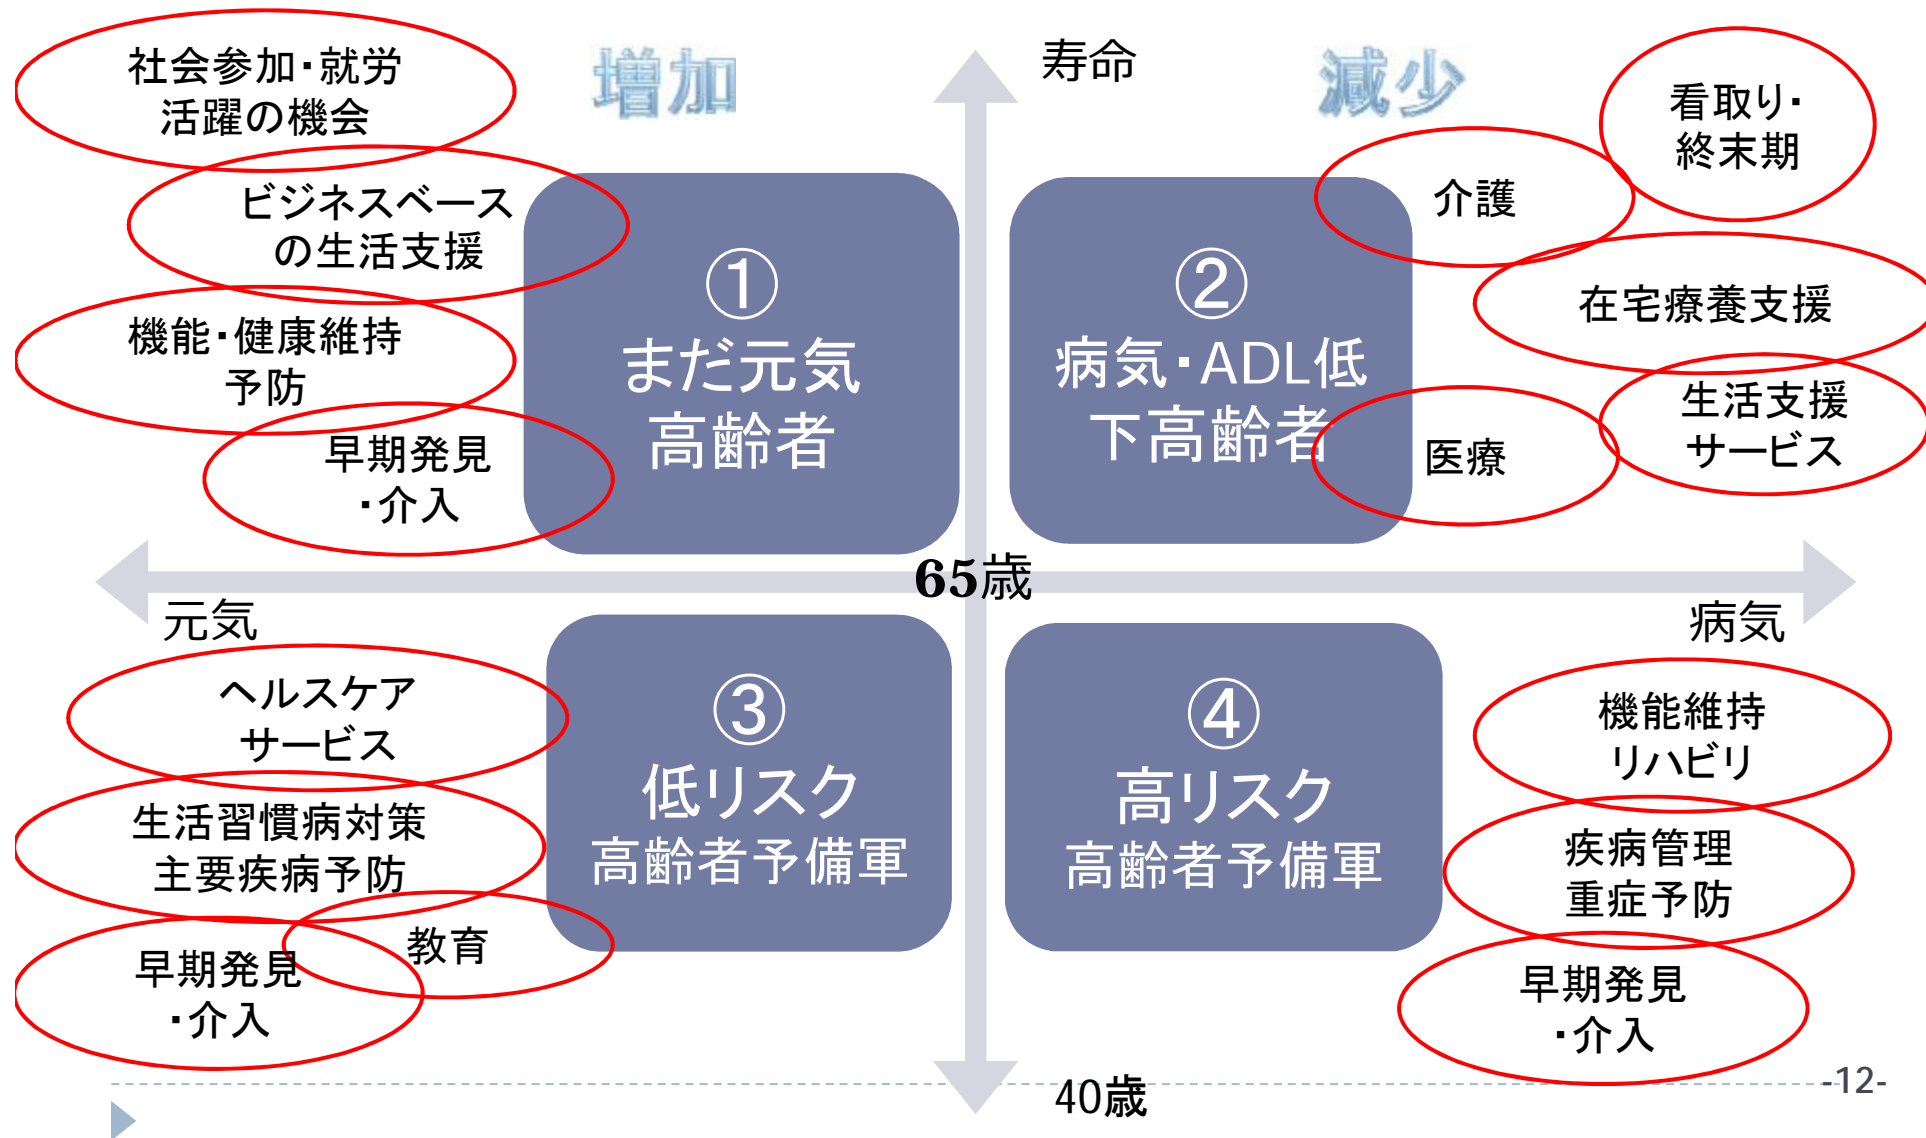 増加
寿命
減少
社会参加・就労
活躍の機会
ビジネスベース
の生活支援
機能・健康維持
予防
早期発見
・介入
①
まだ元気
高齢者
②
病気・ADL低
下高齢者
介護
看取り・
終末期
在宅療養支援
生活支援
サービス
医療
65歳
元気
病気
ヘルスケア
サービス
生活習慣病対策
主要疾病予防
教育
早期発見
・介入
③
低リスク
高齢者予備軍
④
高リスク
高齢者予備軍
機能維持
リハビリ
疾病管理
重症予防
早期発見
・介入
40歳
-12-